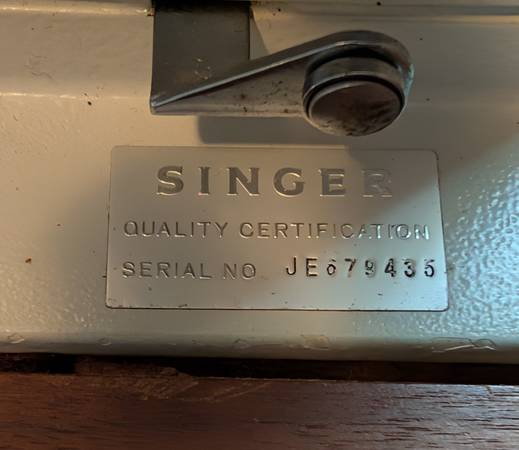 SINGER
QUALITY CERTIFICATION
SERIAL NO JE679435